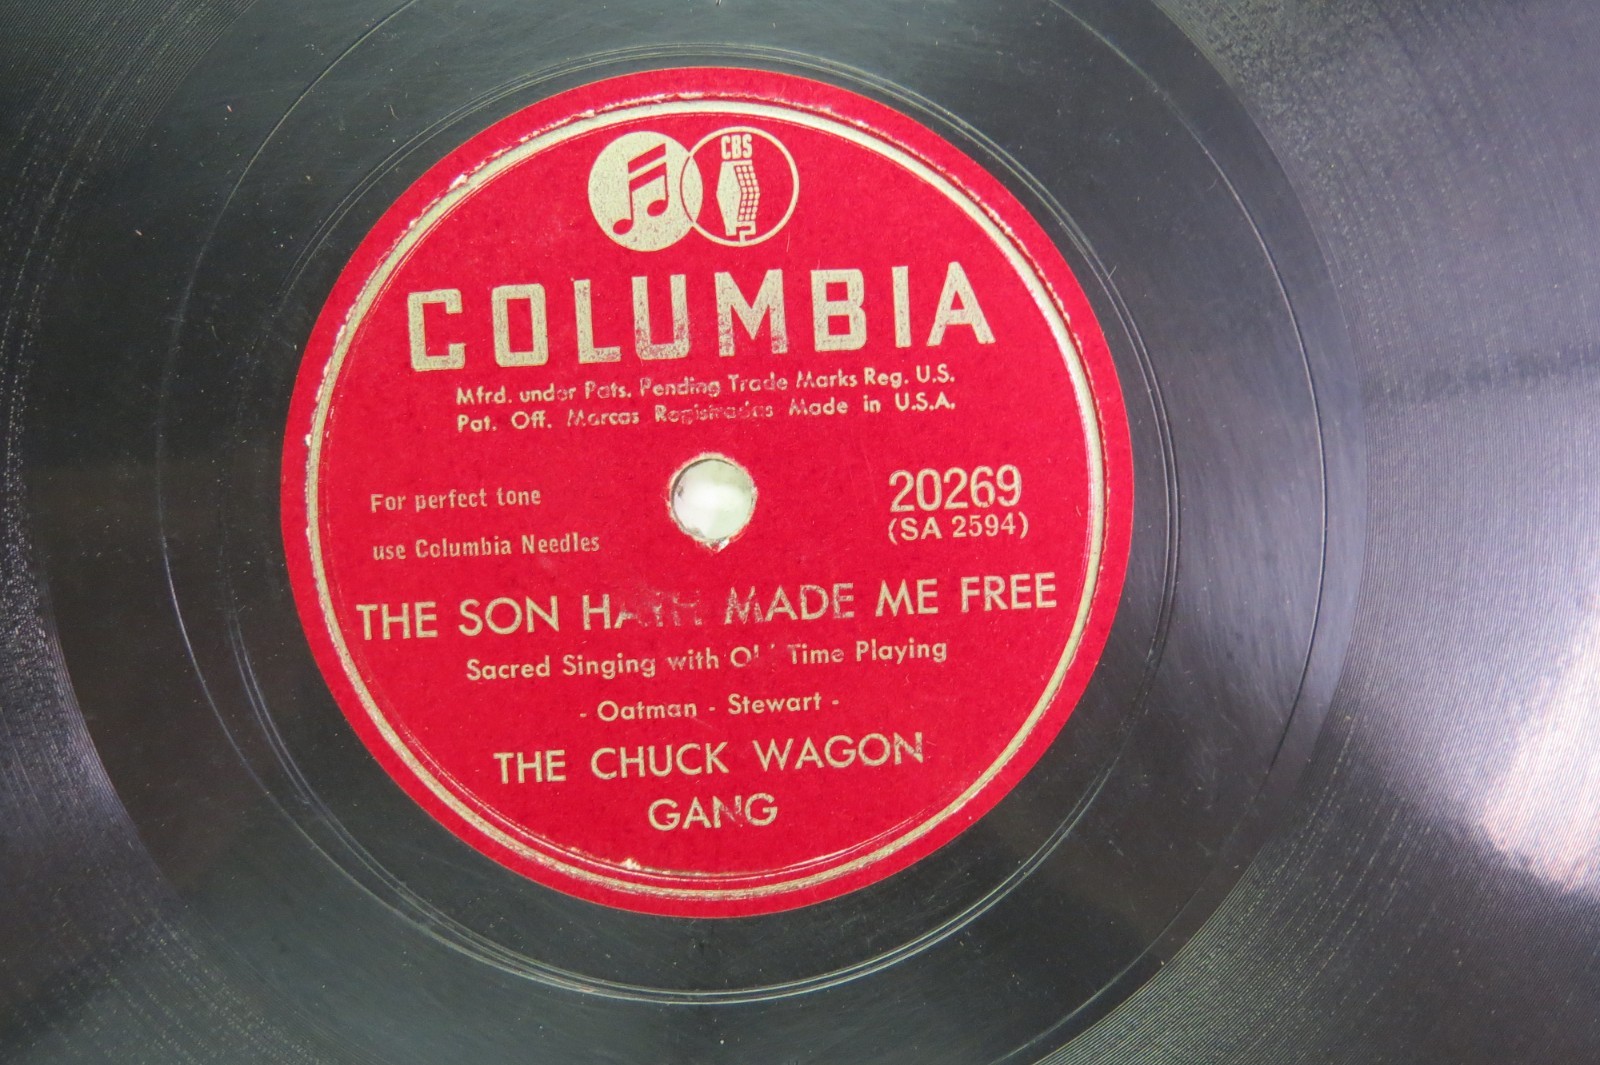 CBS
COLUMBIA
Mfrd. under Pats. Pending Trade Marks Reg. U.S.
Pat. Off. Marcas Registradas Made in U.S.A.
For perfect tone
use Columbia Needles
20269
(SA 2594)
THE SON HATH MADE ME FREE
Sacred Singing with Old Time Playing
- Oatman - Stewart -
THE CHUCK WAGON
GANG